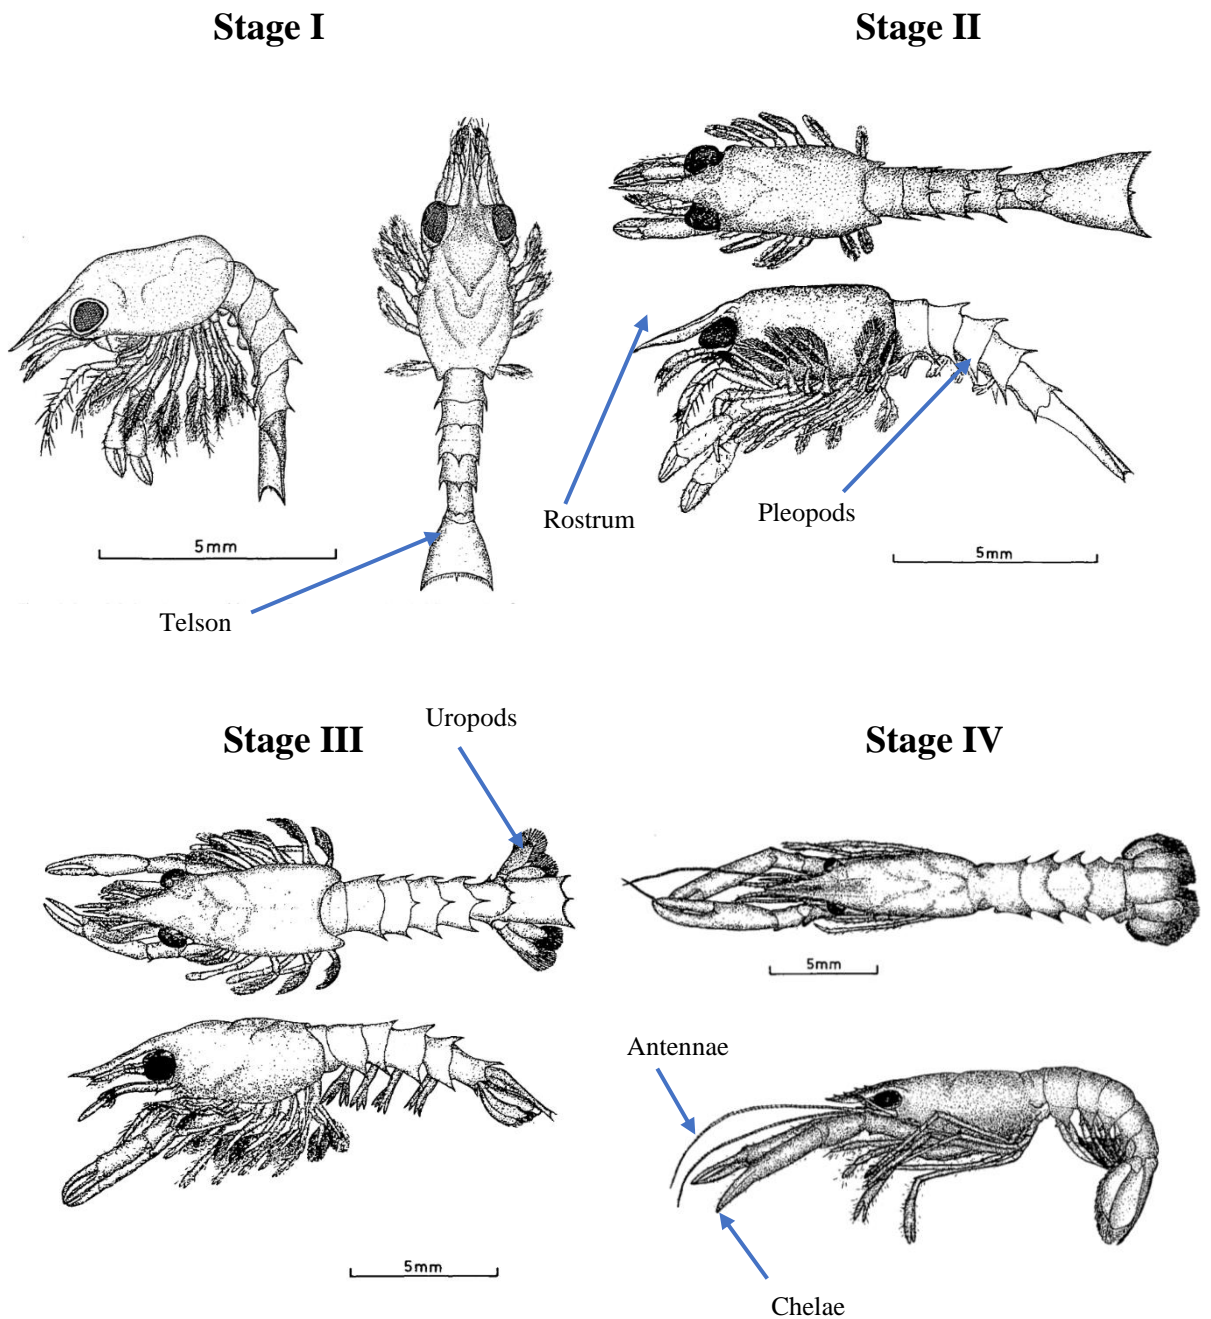 Stage I
Stage II
Rostrum
Pleopods
5mm
5mm
Telson
Uropods
Stage III
Stage IV
5mm
Antennae
5mm
Chelae